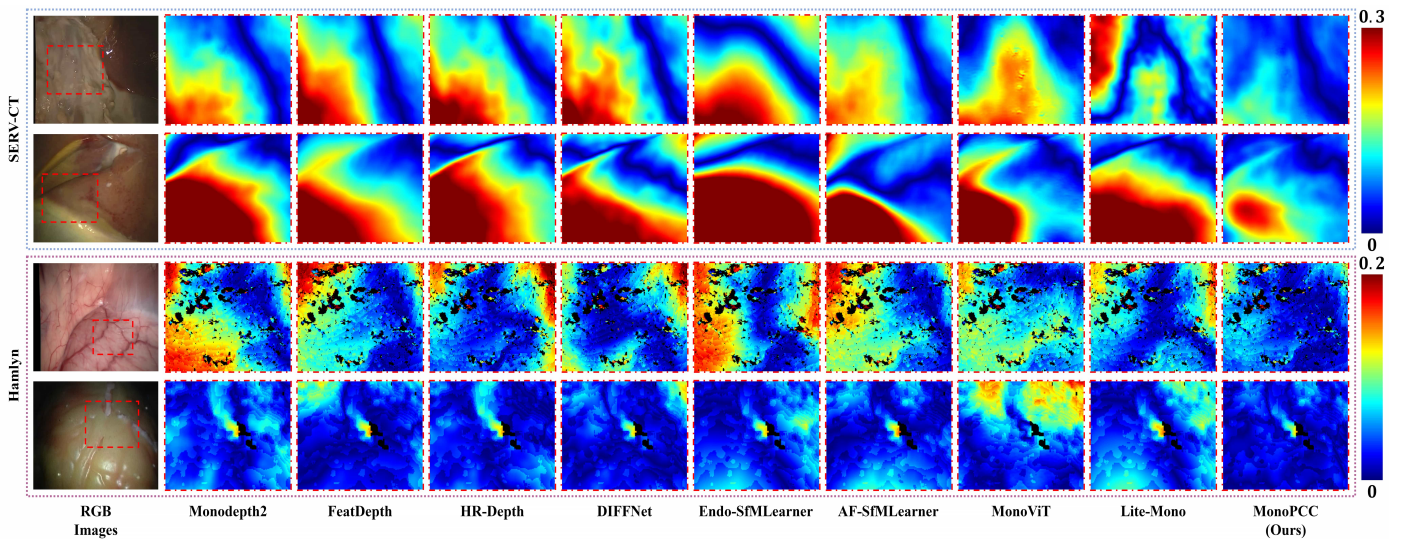 0.3
SERV-CT
0
0.2
Hamlyn
0
RGB
Images
Monodepth2
FeatDepth
HR-Depth
DIFFNet
Endo-SfMLearner
AF-SfMLearner
MonoViT
Lite-Mono
MonoPCC
(Ours)